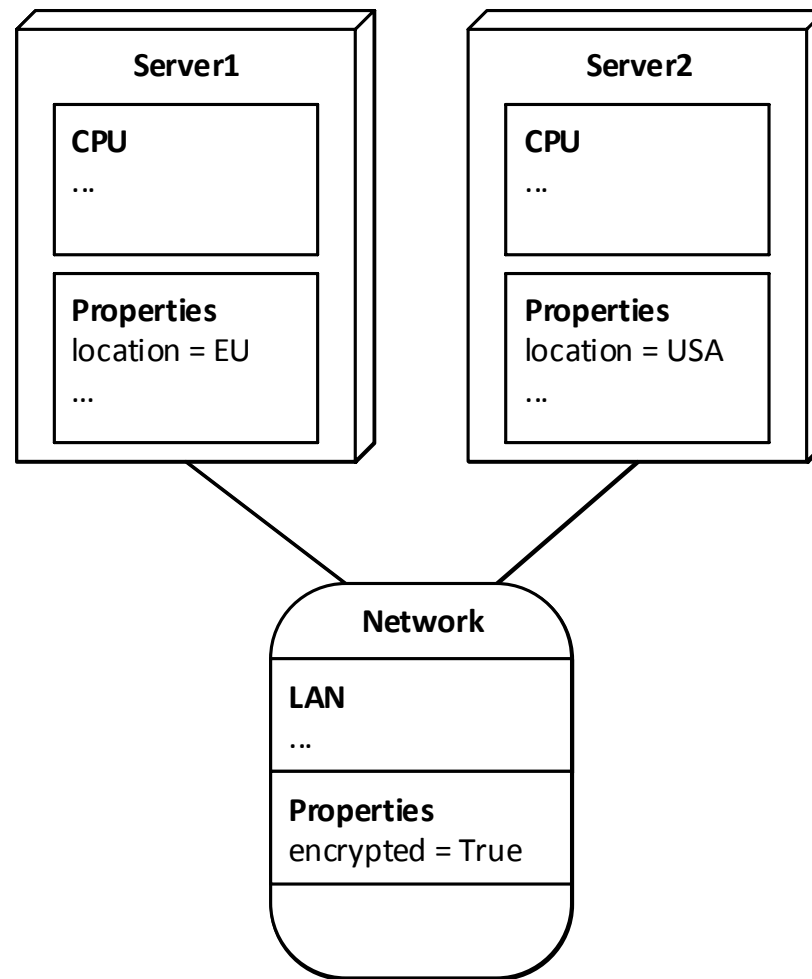 Server1
CPU
...
Properties
location = EU
...
Server2
CPU
...
Properties
location = USA
...
Network
LAN
...
Properties
encrypted = True